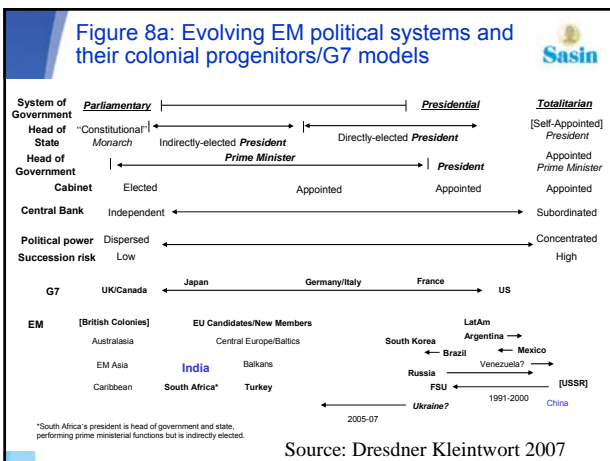 Figure 8a: Evolving EM political systems and
their colonial progenitors/G7 models
Sasin
System of Government Parliamentary Presidential Totalitarian
Head of State "Constitutional" Monarch Indirectly-elected President Directly-elected President [Self-Appointed] President
Head of Government Prime Minister President Appointed Prime Minister
Cabinet Elected Appointed Appointed Appointed
Central Bank Independent Subordinated
Political power Dispersed Concentrated
Succession risk Low High
G7 UK/Canada Japan Germany/Italy France US
EM [British Colonies] EU Candidates/New Members LatAm
Australasia Central Europe/Baltics South Korea Argentina
Brazil Mexico
EM Asia India Balkans Venezuela?
Russia
Caribbean South Africa* Turkey FSU [USSR]
1991-2000
Ukraine? China
2005-07
*South Africa's president is head of government and state,
performing prime ministerial functions but is indirectly elected.
Source: Dresdner Kleintwort 2007